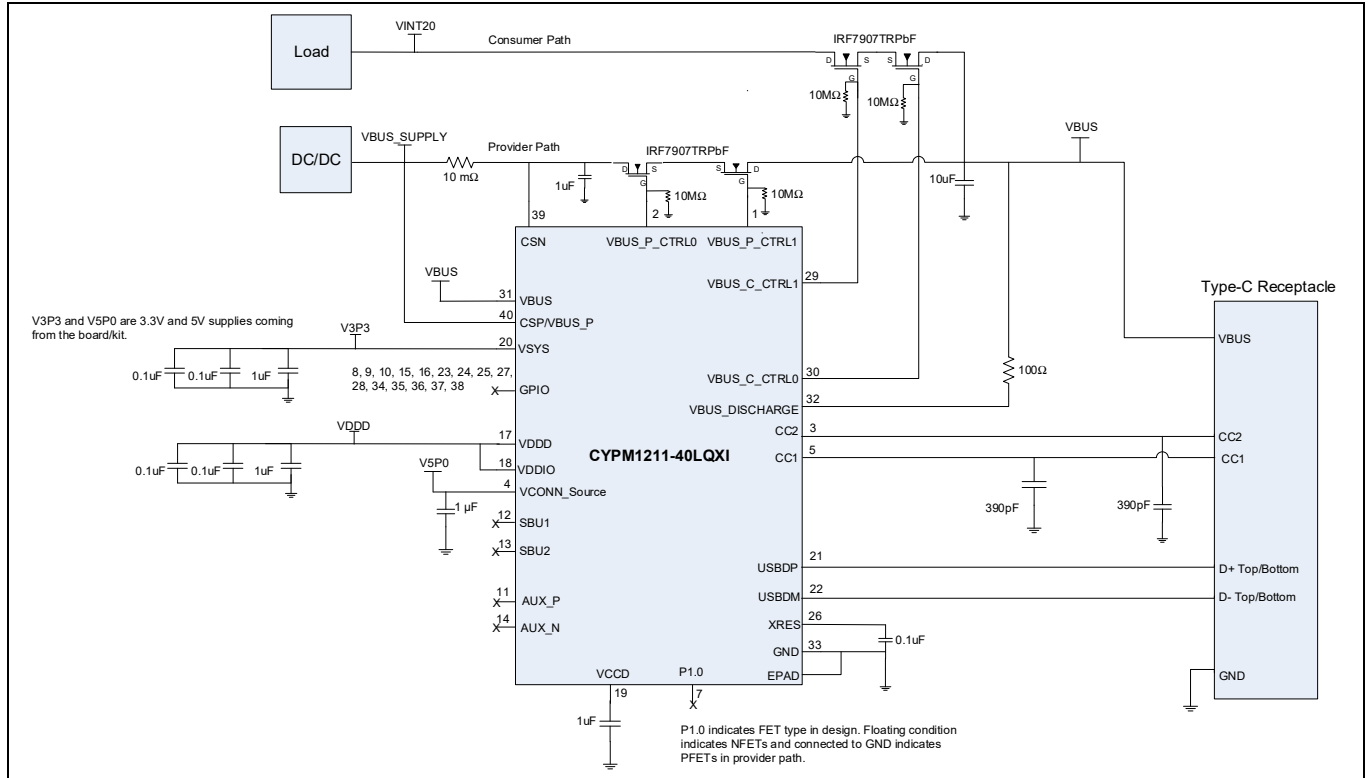 VINT20
Load
Consumer Path
IRF7907TRPbF
D
S
S
D
G
G
10MΩ
10MΩ
DC/DC
VBUS_SUPPLY
Provider Path
IRF7907TRPbF
VBUS
10 mΩ
D
S
S
D
G
G
1uF
10MΩ
10MΩ
10uF
39
2
1
CSN
VBUS_P_CTRL0
VBUS_P_CTRL1
VBUS
29
VBUS_C_CTRL1
Type-C Receptacle
31
VBUS
40
CSP/VBUS_P
V3P3 and V5P0 are 3.3V and 5V supplies coming
from the board/kit.
V3P3
20
VSYS
VBUS
0.1uF
0.1uF
1uF
8, 9, 10, 15, 16, 23, 24, 25, 27,
28, 34, 35, 36, 37, 38
GPIO
30
VBUS_C_CTRL0
100Ω
32
VBUS_DISCHARGE
VDDD
17
VDDD
3
CC2
CC2
0.1uF
0.1uF
1uF
18
VDDIO
CYPM1211-40LQXI
5
CC1
CC1
V5P0
4
VCONN_Source
1 µF
390pF
390pF
12
SBU1
13
SBU2
21
USBDP
D+ Top/Bottom
22
USBDM
D- Top/Bottom
11
AUX_P
14
AUX_N
26
XRES
0.1uF
33
GND
EPAD
GND
VCCD
P1.0
19
7
1uF
P1.0 indicates FET type in design. Floating condition
indicates NFETs and connected to GND indicates
PFETs in provider path.